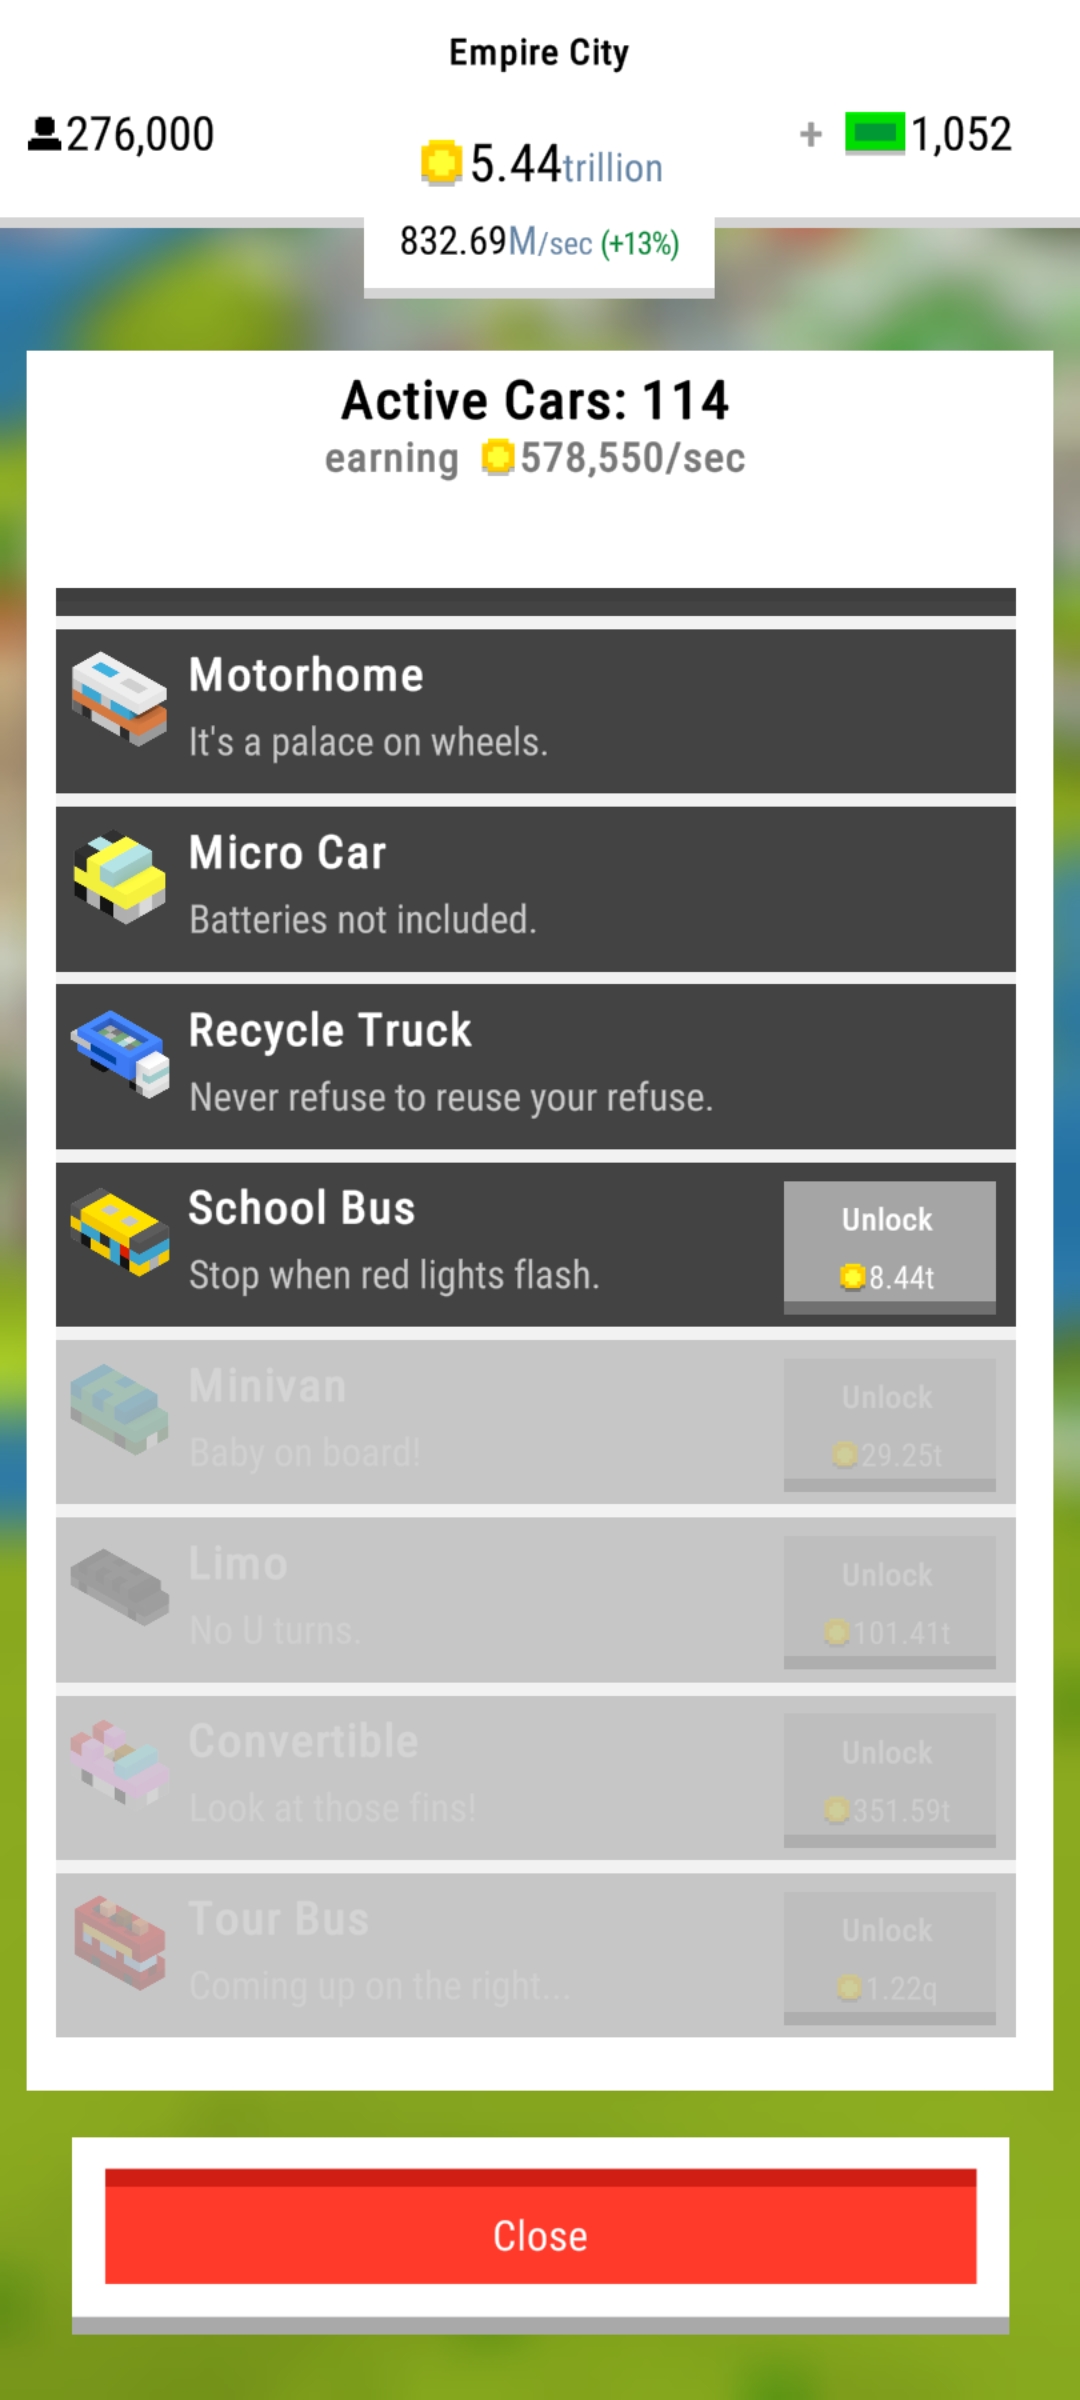 Empire City
276,000
5.44trillion
+ 1,052
832.69M/sec (+13%)
Active Cars: 114
earning 578,550/sec
Motorhome
It's a palace on wheels.
Micro Car
Batteries not included.
Recycle Truck
Never refuse to reuse your refuse.
School Bus
Stop when red lights flash.
Unlock
8.44t
Minivan
Baby on board!
Unlock
29.25t
Limo
No U turns.
Unlock
101.41t
Convertible
Look at those fins!
Unlock
351.59t
Tour Bus
Coming up on the right...
Unlock
1.22q
Close